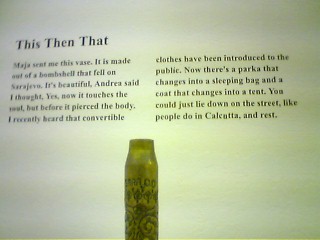 This Then That
Maja sent me this vase. It is made
out of a bombshell that fell on
Sarajevo. It's beautiful, Andrea said
I thought, Yes, now it touches the
soul, but before it pierced the body.
I recently heard that convertible
clothes have been introduced to the
public. Now there's a parka that
changes into a sleeping bag and a
coat that changes into a tent. You
could just lie down on the street, like
people do in Calcutta, and rest.